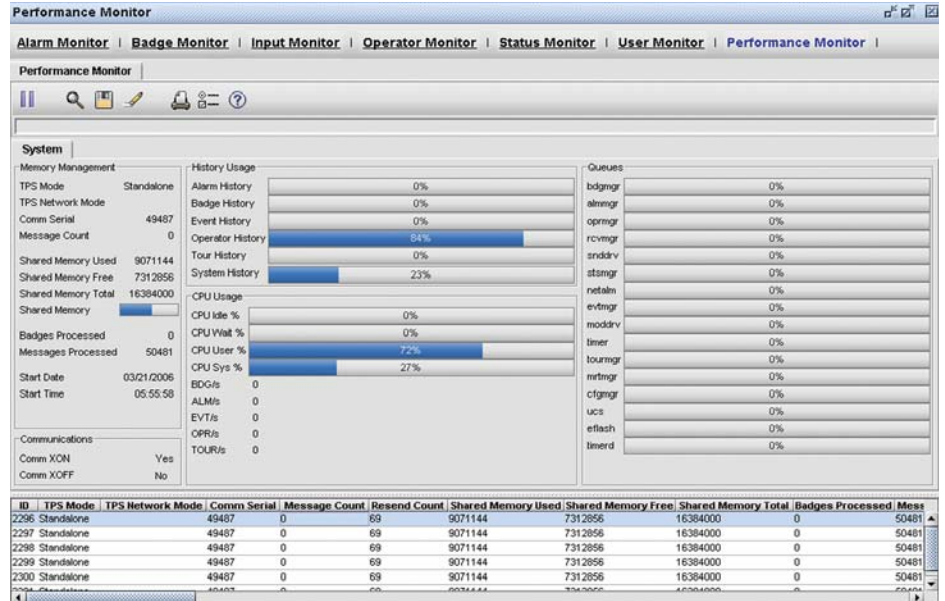 Performance Monitor
Alarm Monitor | Badge Monitor | Input Monitor | Operator Monitor | Status Monitor | User Monitor | Performance Monitor |
Performance Monitor
System
Memory Management
TPS Mode Standalone
TPS Network Mode
Comm Serial 49487
Message Count 0
Shared Memory Used 9071144
Shared Memory Free 7312856
Shared Memory Total 16384000
Shared Memory
Badges Processed 0
Messages Processed 50481
Start Date 03/21/2006
Start Time 05:55:58
Communications
Comm XON Yes
Comm XOFF No
History Usage
Alarm History 0%
Badge History 0%
Event History 0%
Operator History 84%
Tour History 0%
System History 23%
CPU Usage
CPU Idle % 0%
CPU Wait % 0%
CPU User % 72%
CPU Sys % 27%
BDG/s 0
ALM/s 0
EVT/s 0
OPR/s 0
TOUR/s 0
Queues
bdgmgr 0%
almmgr 0%
oprmgr 0%
rcvmgr 0%
snddrv 0%
stsmgr 0%
netalm 0%
evtmgr 0%
moddrv 0%
timer 0%
tourmgr 0%
mrtmgr 0%
cfgmgr 0%
ucs 0%
eflash 0%
timerd 0%
ID TPS Mode TPS Network Mode Comm Serial Message Count Resend Count Shared Memory Used Shared Memory Free Shared Memory Total Badges Processed Mess
2296 Standalone 49487 0 69 9071144 7312856 16384000 0 50481
2297 Standalone 49487 0 69 9071144 7312856 16384000 0 50481
2298 Standalone 49487 0 69 9071144 7312856 16384000 0 50481
2299 Standalone 49487 0 69 9071144 7312856 16384000 0 50481
2300 Standalone 49487 0 69 9071144 7312856 16384000 0 50481